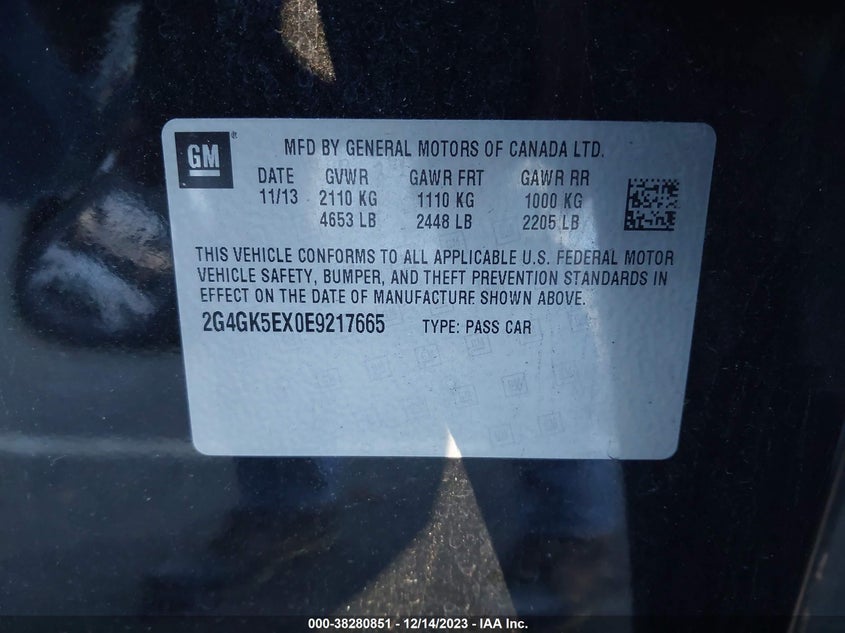 GM
MFD BY GENERAL MOTORS OF CANADA LTD.
DATE GVWR GAWR FRT GAWR RR
11/13 2110 KG 1110 KG 1000 KG
4653 LB 2448 LB 2205 LB
THIS VEHICLE CONFORMS TO ALL APPLICABLE U.S. FEDERAL MOTOR
VEHICLE SAFETY, BUMPER, AND THEFT PREVENTION STANDARDS IN
EFFECT ON THE DATE OF MANUFACTURE SHOWN ABOVE.
2G4GK5EX0E9217665 TYPE: PASS CAR
000-38280851 - 12/14/2023 - IAA Inc.